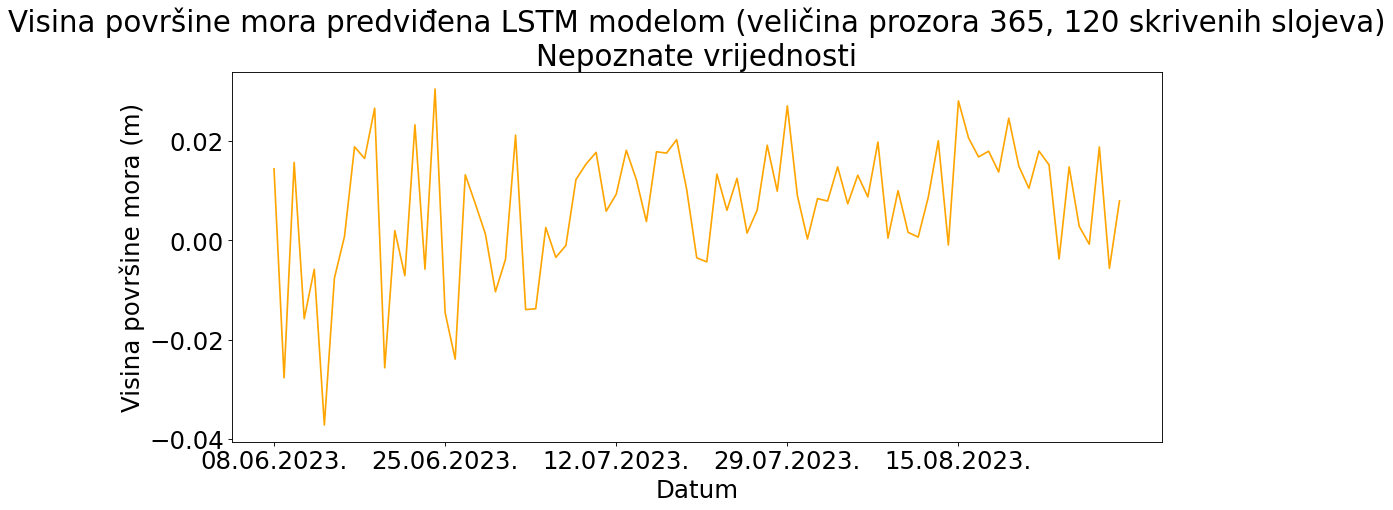 Visina površine mora predviđena LSTM modelom (veličina prozora 365, 120 skrivenih slojeva)
Nepoznate vrijednosti
Visina površine mora (m)
0.02
0.00
−0.02
−0.04
08.06.2023. 25.06.2023. 12.07.2023. 29.07.2023. 15.08.2023.
Datum